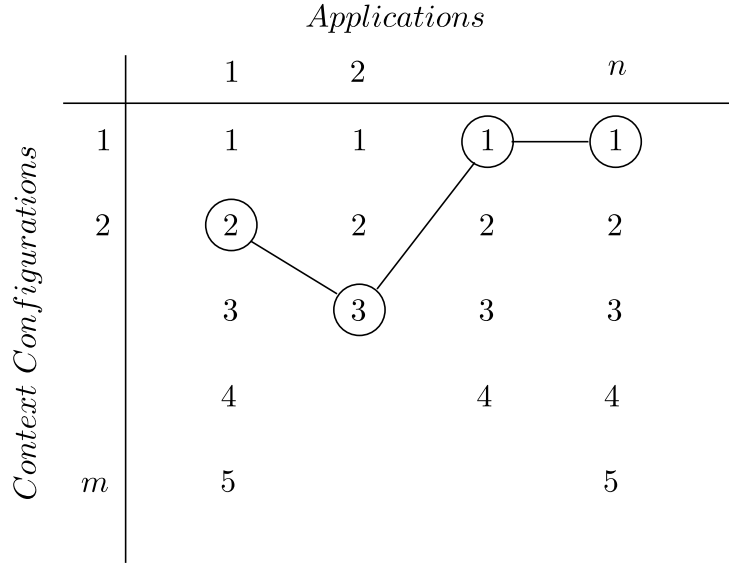 Applications
1 2 n
1 1 1 1 1
2 2 2 2 2
3 3 3 3
4 4 4
m 5 5
Context Configurations